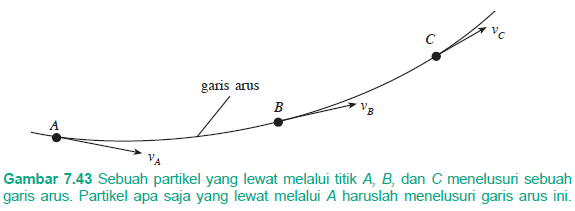 C
v_C
garis arus
B
v_B
A
v_A
Gambar 7.43 Sebuah partikel yang lewat melalui titik A, B, dan C menelusuri sebuah
garis arus. Partikel apa saja yang lewat melalui A haruslah menelusuri garis arus ini.